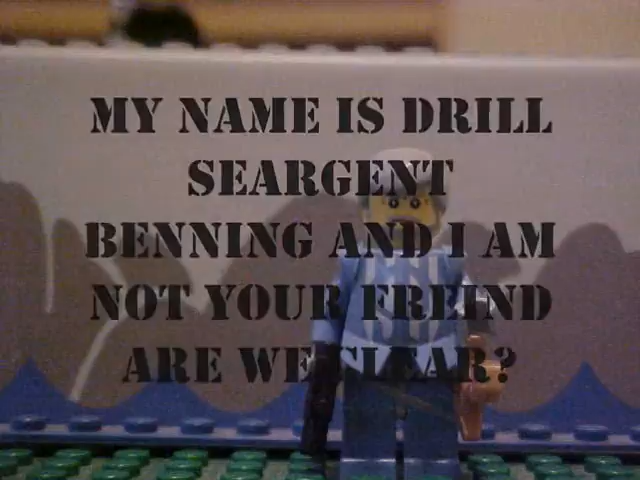 MY NAME IS DRILL
SEARGENT
BENNING AND I AM
NOT YOUR FREIND
ARE WE CLEAR?